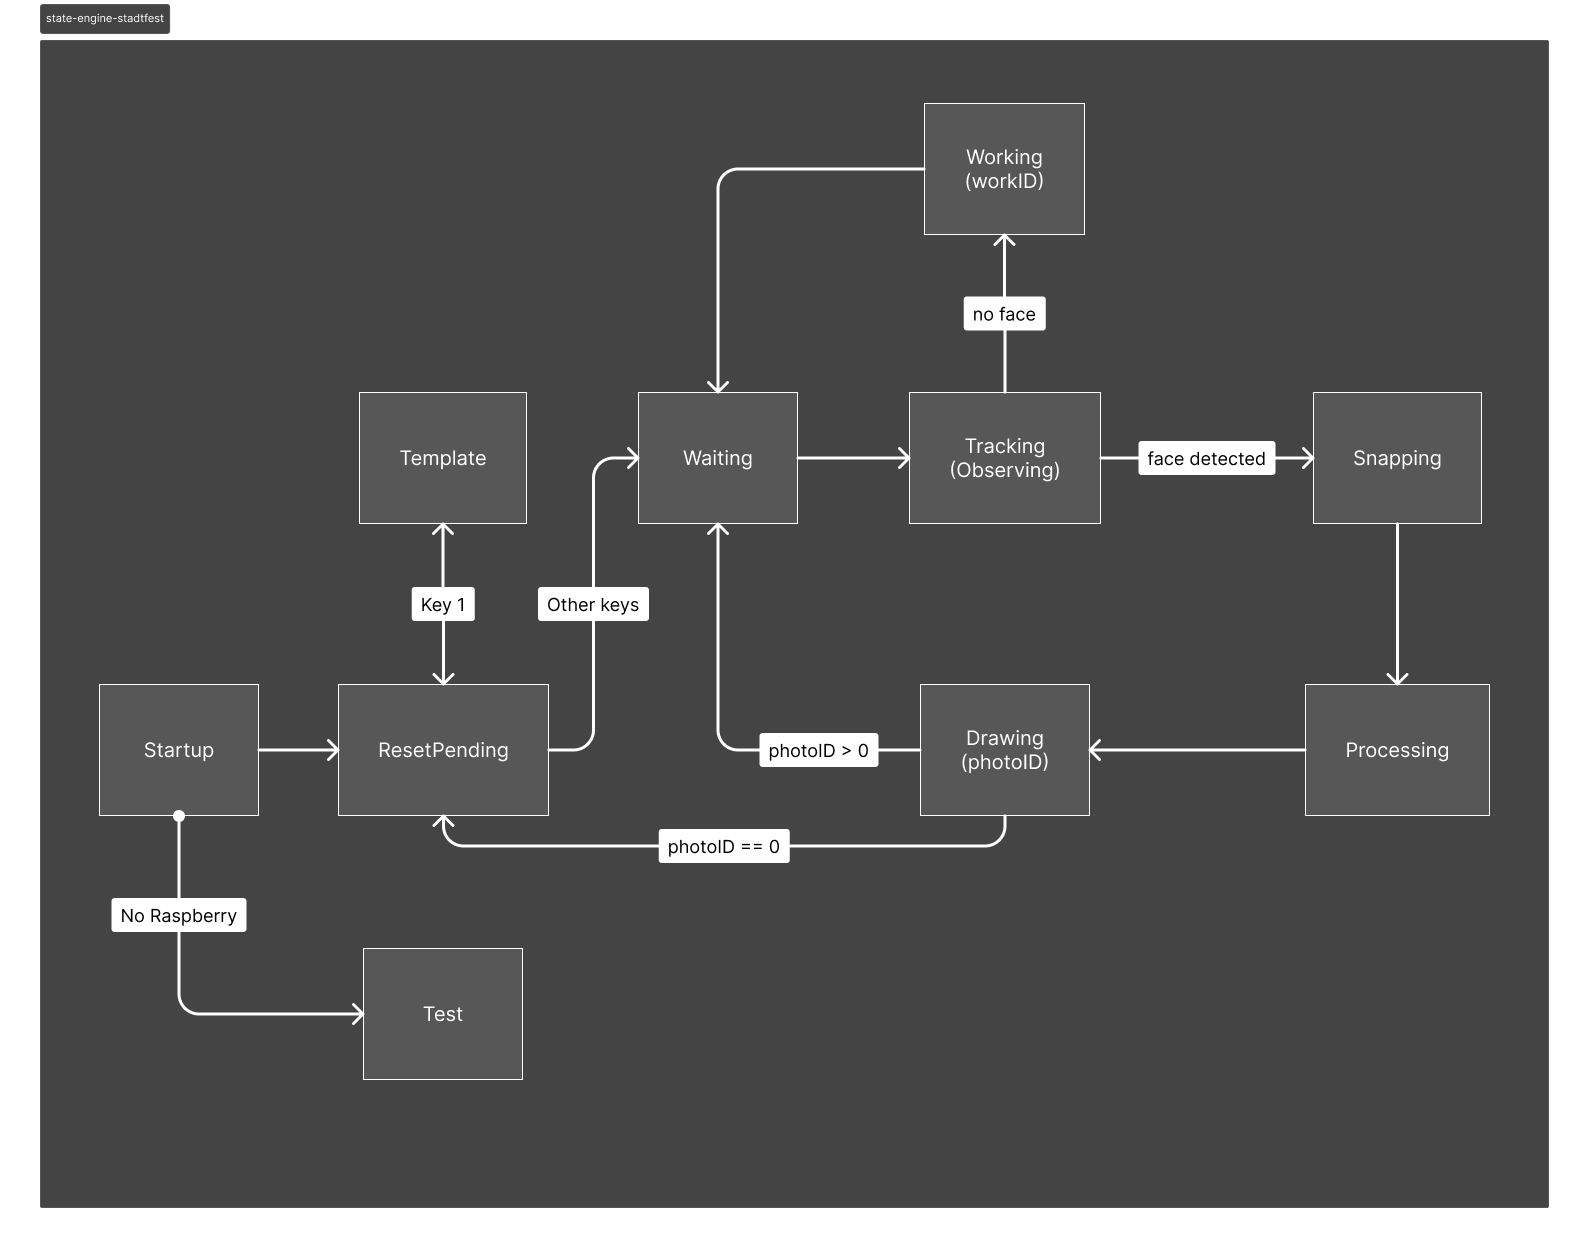 state-engine-stadtfest
Working
(workID)
no face
Template
Waiting
Tracking
(Observing)
face detected
Snapping
Key 1
Other keys
Startup
ResetPending
photoID > 0
Drawing
(photoID)
Processing
photoID == 0
No Raspberry
Test